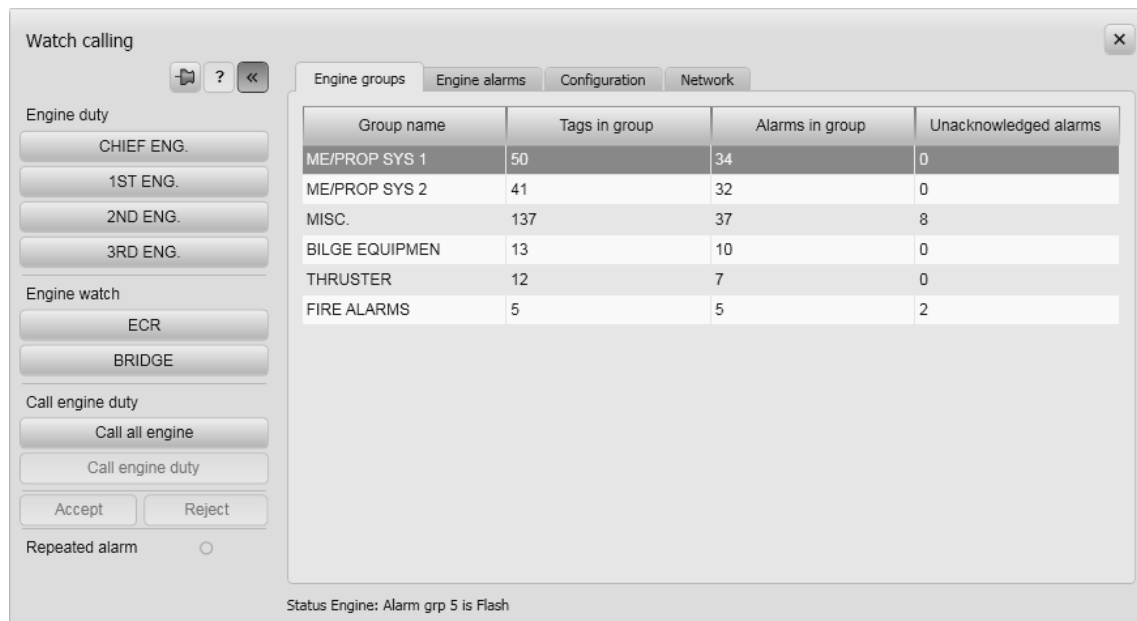 Watch calling
?
«
Engine duty
CHIEF ENG.
1ST ENG.
2ND ENG.
3RD ENG.
Engine watch
ECR
BRIDGE
Call engine duty
Call all engine
Call engine duty
Accept Reject
Repeated alarm
Engine groups Engine alarms Configuration Network
Group name Tags in group Alarms in group Unacknowledged alarms
ME/PROP SYS 1 50 34 0
ME/PROP SYS 2 41 32 0
MISC. 137 37 8
BILGE EQUIPMEN 13 10 0
THRUSTER 12 7 0
FIRE ALARMS 5 5 2
Status Engine: Alarm grp 5 is Flash